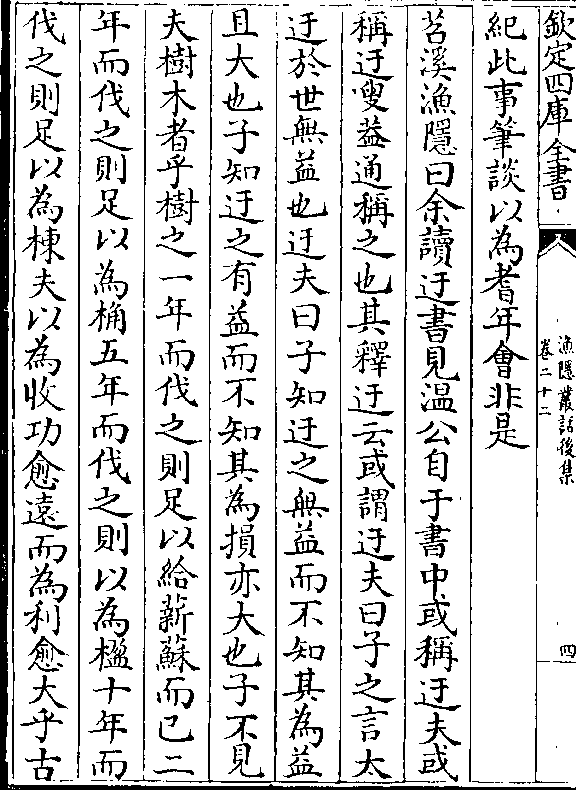 欽定四庫全書
漁隱叢話後集
卷二十二
四
紀此事筆談以為耆年會非是
苕溪漁隱曰余讀迂書見溫公自于書中或稱迂夫或
稱迂叟葢通稱之也其釋迂云或謂迂夫曰子之言太
迂於世無益也迂夫曰子知迂之無益而不知其為益
且大也子知迂之有益而不知其為損亦大也子不見
夫樹木者乎樹之一年而伐之則足以給薪蘇而已二
年而伐之則足以為桷五年而伐之則以為楹十年而
伐之則足以為棟夫以為收功愈遠而為利愈大乎古